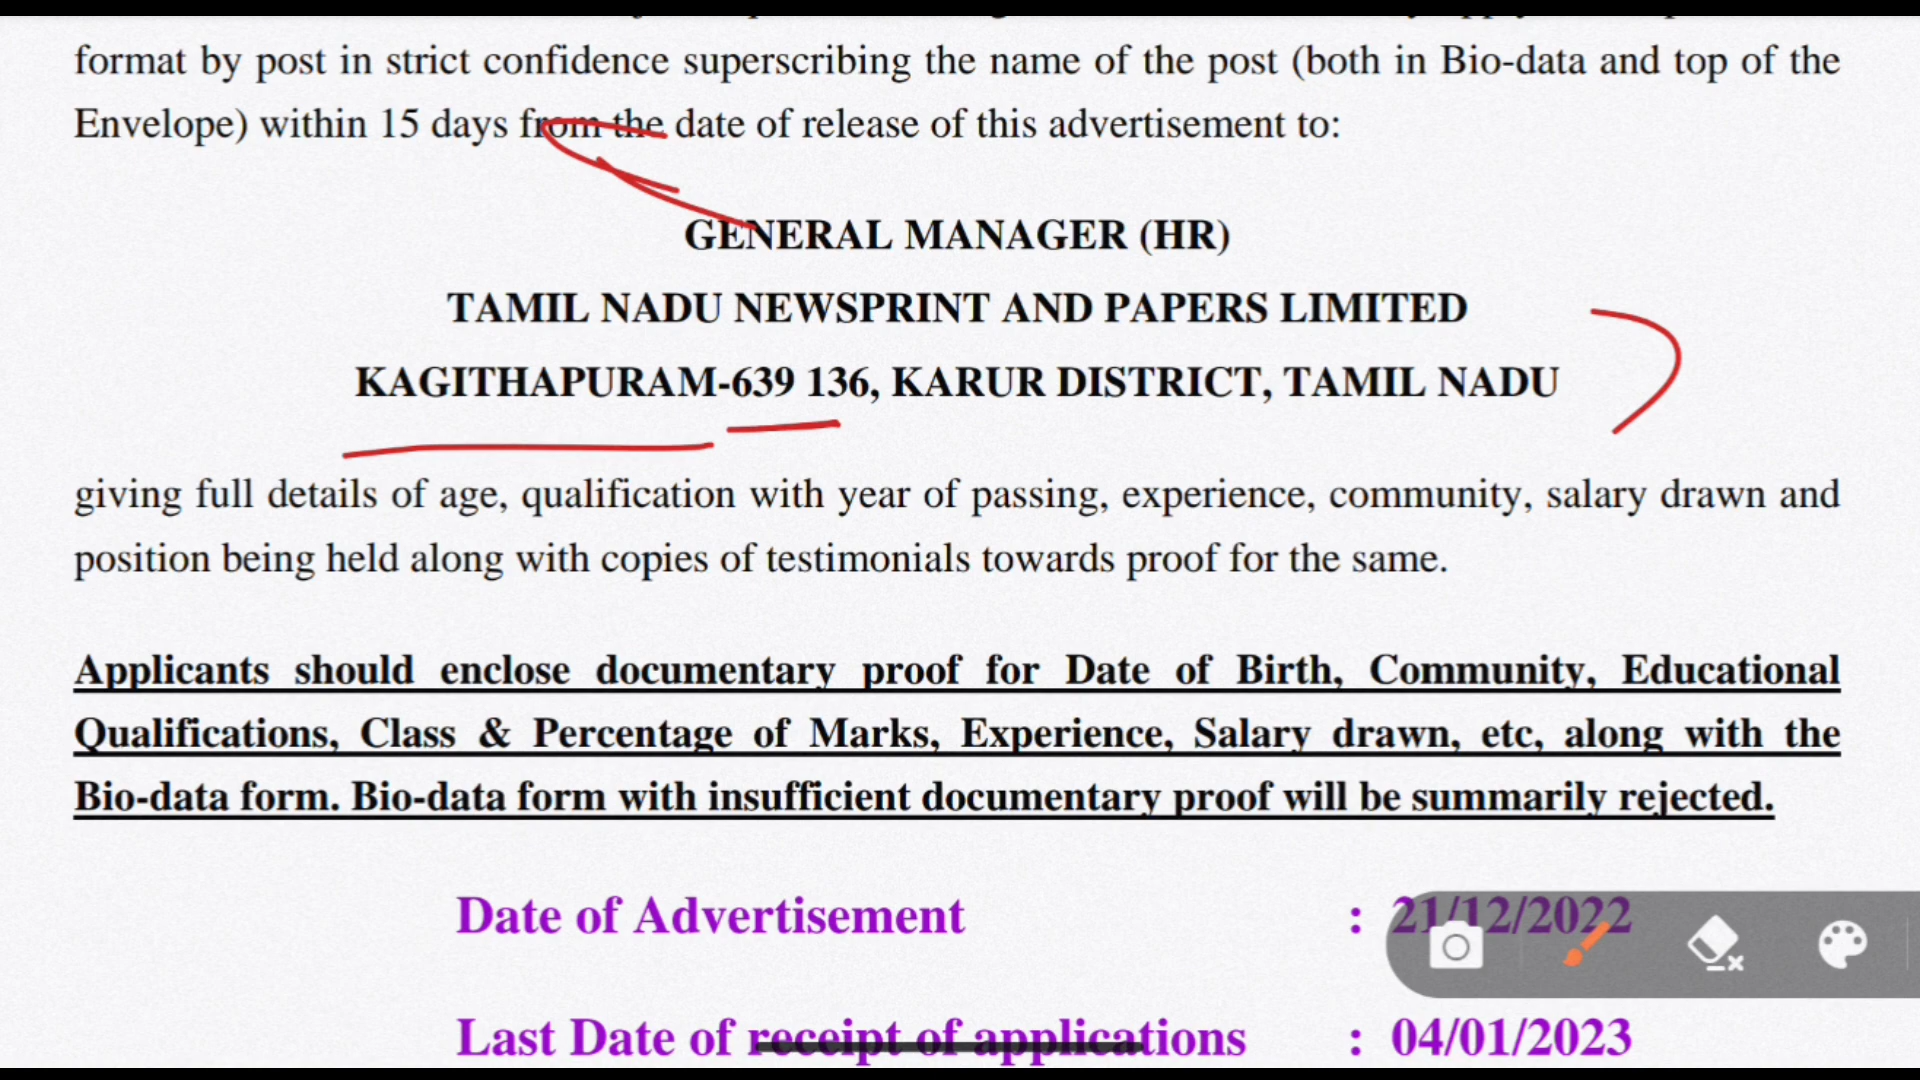 format by post in strict confidence superscribing the name of the post (both in Bio-data and top of the
Envelope) within 15 days from the date of release of this advertisement to:
GENERAL MANAGER (HR)
TAMIL NADU NEWSPRINT AND PAPERS LIMITED
KAGITHAPURAM-639 136, KARUR DISTRICT, TAMIL NADU
giving full details of age, qualification with year of passing, experience, community, salary drawn and
position being held along with copies of testimonials towards proof for the same.
Applicants should enclose documentary proof for Date of Birth, Community, Educational
Qualifications, Class & Percentage of Marks, Experience, Salary drawn, etc, along with the
Bio-data form. Bio-data form with insufficient documentary proof will be summarily rejected.
Date of Advertisement : 21/12/2022
Last Date of receipt of applications : 04/01/2023